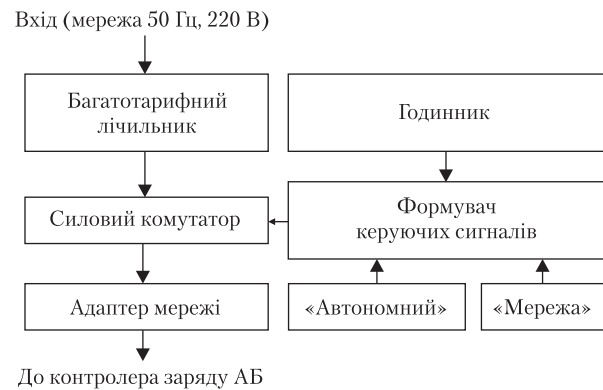 Вхід (мережа 50 Гц, 220 В)
Багатотарифний
лічильник
Годинник
Силовий комутатор
Формувач
керуючих сигналів
Адаптер мережі
«Автономний»
«Мережа»
До контролера заряду АБ